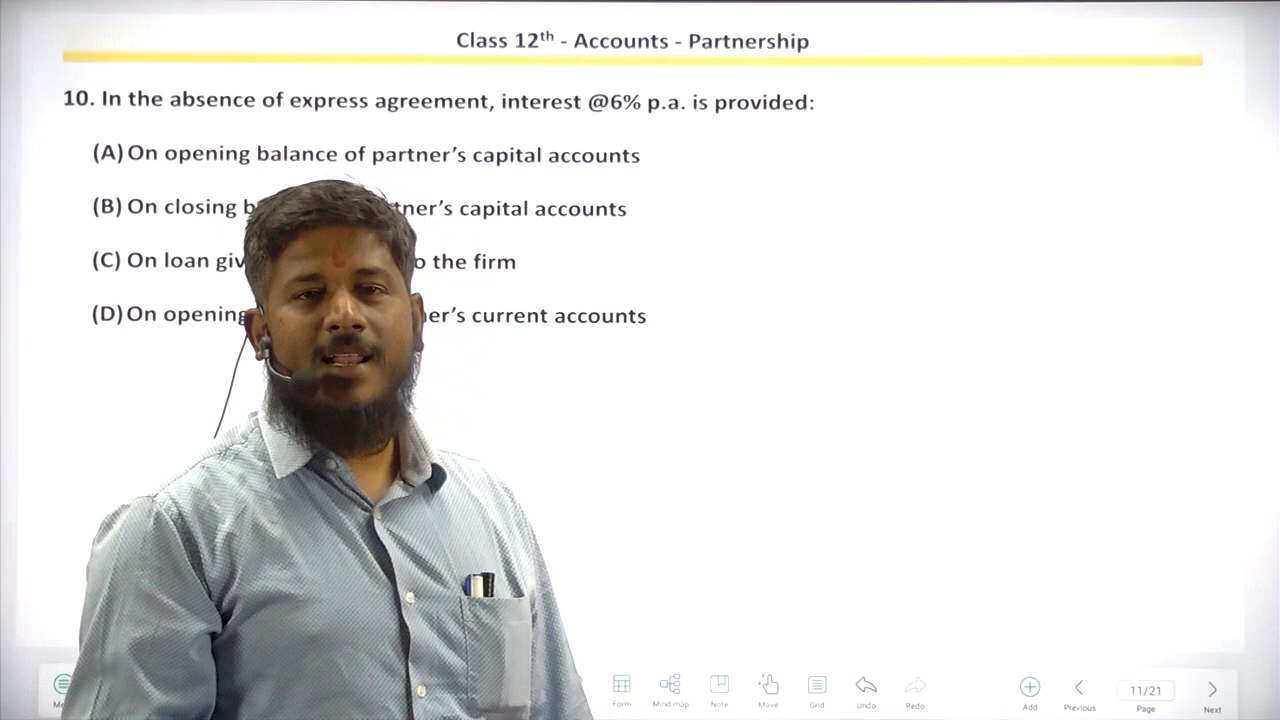 Class 12th - Accounts - Partnership
10. In the absence of express agreement, interest @6% p.a. is provided:
(A) On opening balance of partner’s capital accounts
(B) On closing tner’s capital accounts
(C) On loan the firm
(D) On opening er’s current accounts
Form Mind map Note Move Grid Undo Redo Add Previous 11/21 Page Next